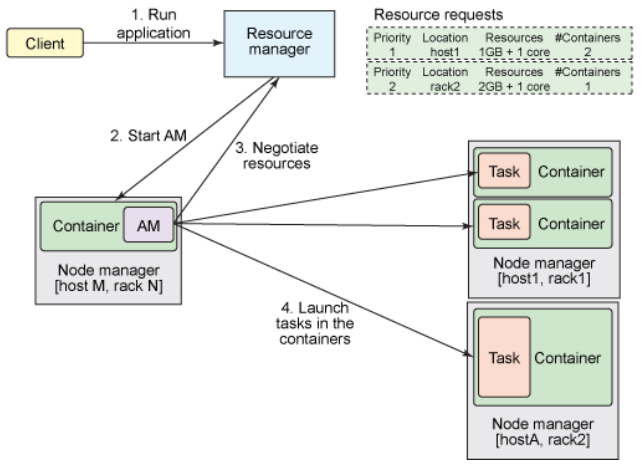 Client
1. Run
application
Resource
manager
Resource requests
Priority Location Resources #Containers
1 host1 1GB + 1 core 2
Priority Location Resources #Containers
2 rack2 2GB + 1 core 1
2. Start AM
3. Negotiate
resources
Container AM
Node manager
[host M, rack N]
Task Container
Task Container
Node manager
[host1, rack1]
4. Launch
tasks in the
containers
Task Container
Node manager
[hostA, rack2]